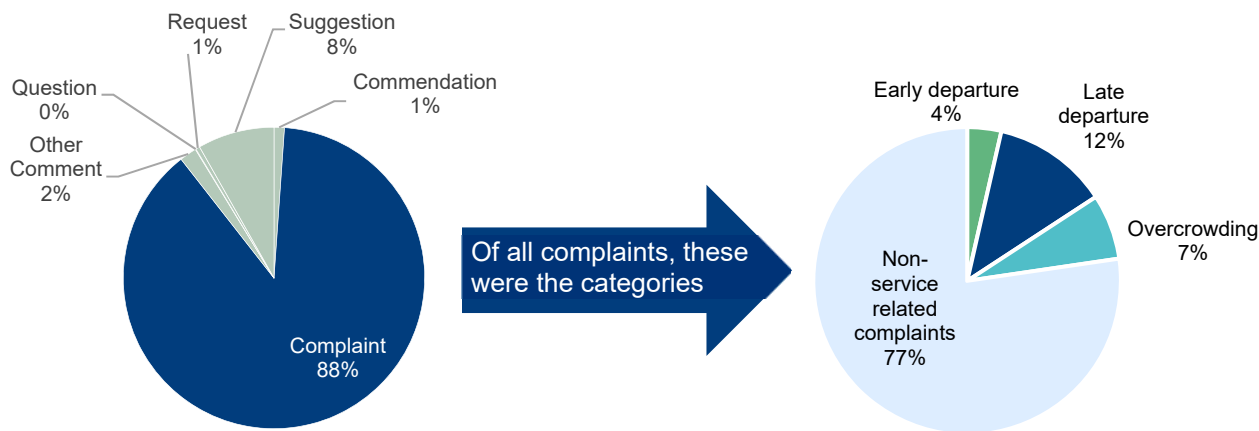 Request
1%
Suggestion
8%
Question
0%
Commendation
1%
Other
Comment
2%
Complaint
88%
Of all complaints, these
were the categories
Early departure
4%
Late
departure
12%
Overcrowding
7%
Non-
service
related
complaints
77%